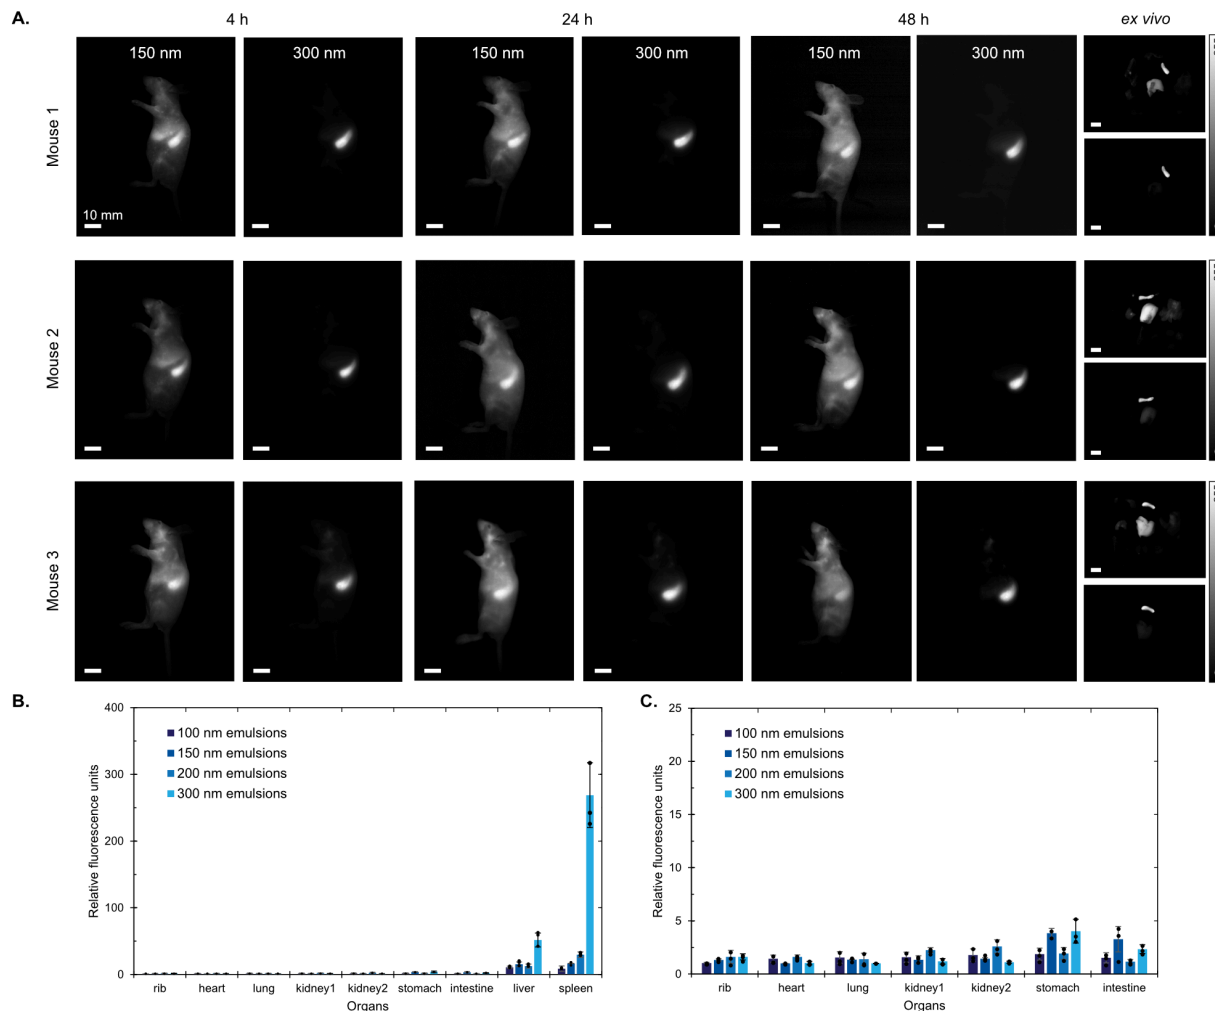 A.
4 h
24 h
48 h
ex vivo
150 nm
300 nm
150 nm
300 nm
150 nm
300 nm
Mouse 1
10 mm
Mouse 2
Mouse 3
B.
400
300
200
100
0
Relative fluorescence units
100 nm emulsions
150 nm emulsions
200 nm emulsions
300 nm emulsions
rib
heart
lung
kidney1
kidney2
stomach
intestine
liver
spleen
Organs
C.
25
20
15
10
5
0
Relative fluorescence units
100 nm emulsions
150 nm emulsions
200 nm emulsions
300 nm emulsions
rib
heart
lung
kidney1
kidney2
stomach
intestine
Organs